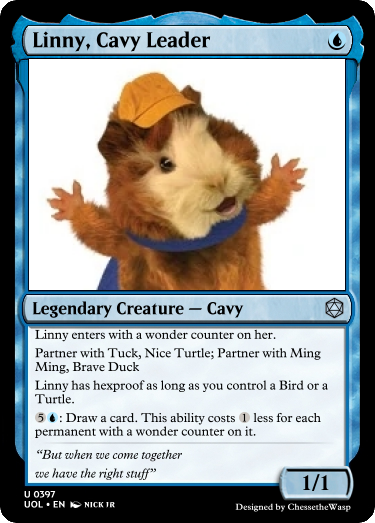 Linny, Cavy Leader
Legendary Creature — Cavy
Linny enters with a wonder counter on her.
Partner with Tuck, Nice Turtle; Partner with Ming
Ming, Brave Duck
Linny has hexproof as long as you control a Bird or a
Turtle.
5 : Draw a card. This ability costs 1 less for each
permanent with a wonder counter on it.
“But when we come together
we have the right stuff”
1/1
U 0397
UOL • EN NICK JR
Designed by ChessetheWasp